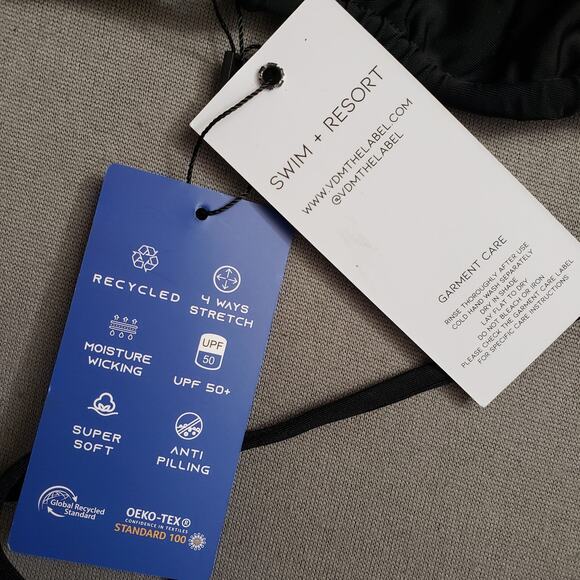 SWIM + RESORT
WWW.VDMTHELABEL.COM
@VDMTHELABEL
GARMENT CARE
RINSE THOROUGHLY AFTER USE
COLD HAND WASH SEPARATELY
DRY IN SHADE
LAY FLAT TO DRY
DO NOT BLEACH OR IRON
PLEASE CHECK THE GARMENT CARE LABEL
FOR SPECIFIC CARE INSTRUCTIONS
RECYCLED
4 WAYS
STRETCH
MOISTURE
WICKING
UPF
50
UPF 50+
SUPER
SOFT
ANTI
PILLING
Global Recycled
Standard
OEKO-TEX®
CONFIDENCE IN TEXTILES
STANDARD 100